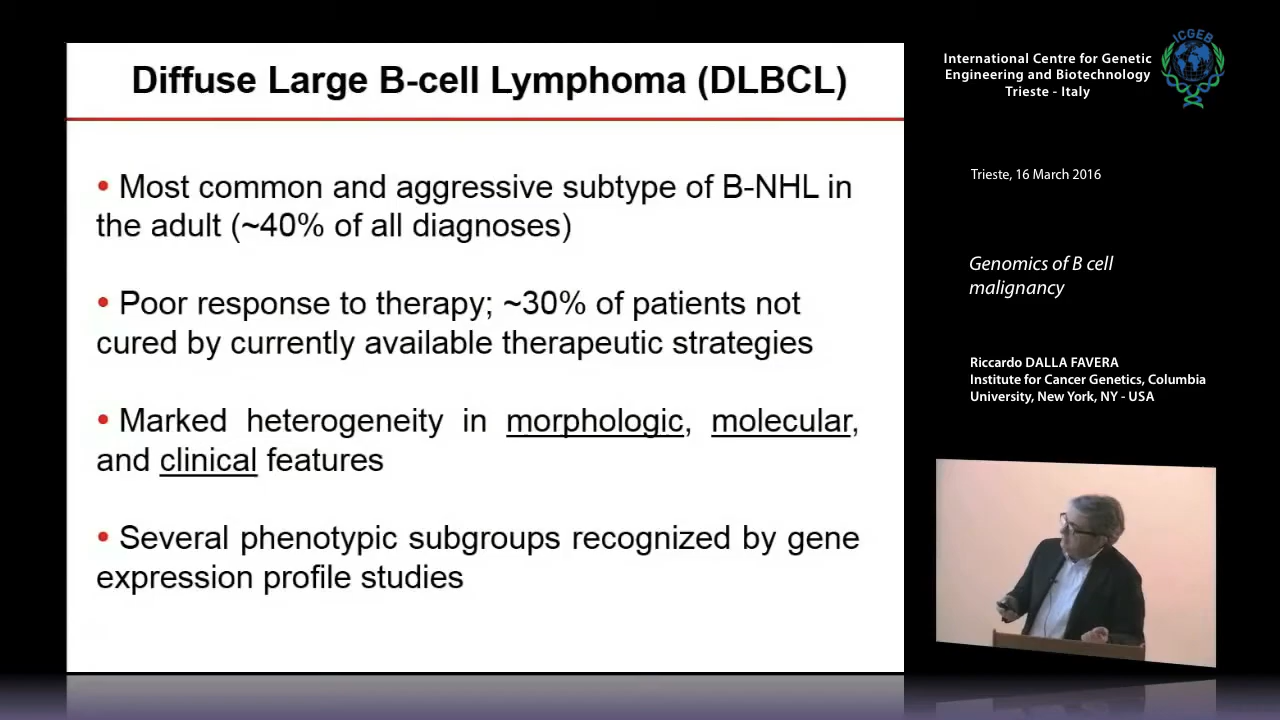 Diffuse Large B-cell Lymphoma (DLBCL)
• Most common and aggressive subtype of B-NHL in
the adult (~40% of all diagnoses)
• Poor response to therapy; ~30% of patients not
cured by currently available therapeutic strategies
• Marked heterogeneity in morphologic, molecular,
and clinical features
• Several phenotypic subgroups recognized by gene
expression profile studies
International Centre for Genetic
Engineering and Biotechnology
Trieste - Italy
ICGEB
Trieste, 16 March 2016
Genomics of B cell
malignancy
Riccardo DALLA FAVERA
Institute for Cancer Genetics, Columbia
University, New York, NY - USA